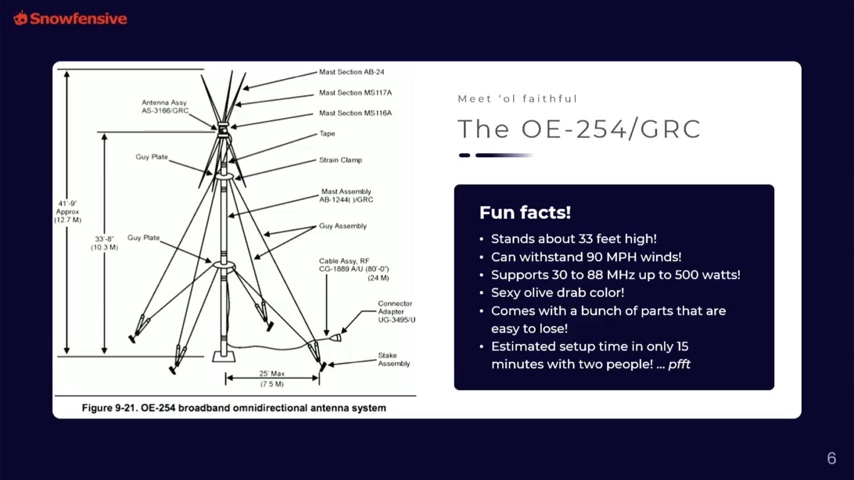 Snowfensive
Mast Section AB-24
Mast Section MS117A
Antenna Assy
AS-3166/GRC
Mast Section MS116A
Tape
Guy Plate
Strain Clamp
Mast Assembly
AB-1244( )/GRC
41'-9"
Approx
(12.7 M)
33'-8"
(10.3 M)
Guy Plate
Guy Assembly
Cable Assy, RF
CG-1889 A/U (80'-0")
(24 M)
Connector
Adapter
UG-3495/U
Stake
Assembly
25' Max
(7.5 M)
Figure 9-21. OE-254 broadband omnidirectional antenna system
Meet 'ol faithful
The OE-254/GRC
Fun facts!
• Stands about 33 feet high!
• Can withstand 90 MPH winds!
• Supports 30 to 88 MHz up to 500 watts!
• Sexy olive drab color!
• Comes with a bunch of parts that are
easy to lose!
• Estimated setup time in only 15
minutes with two people! ... pfft
6